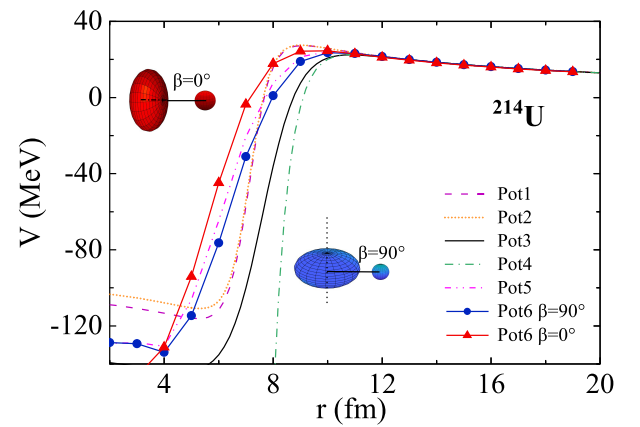 40
0
-40
-80
-120
V (MeV)
β=0°
²¹⁴U
β=90°
Pot1
Pot2
Pot3
Pot4
Pot5
Pot6 β=90°
Pot6 β=0°
4 8 12 16 20
r (fm)